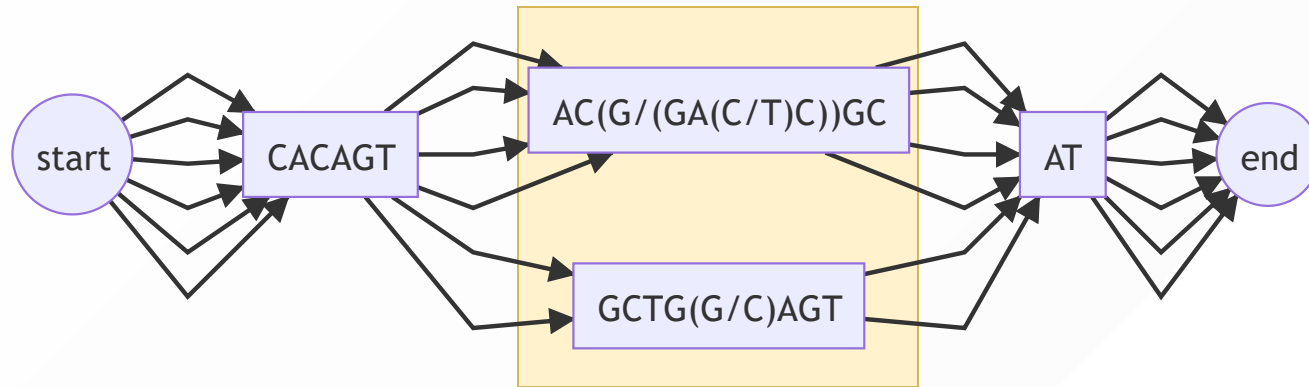 start
CACAGT
AC(G/(GA(C/T)C))GC
GCTG(G/C)AGT
AT
end